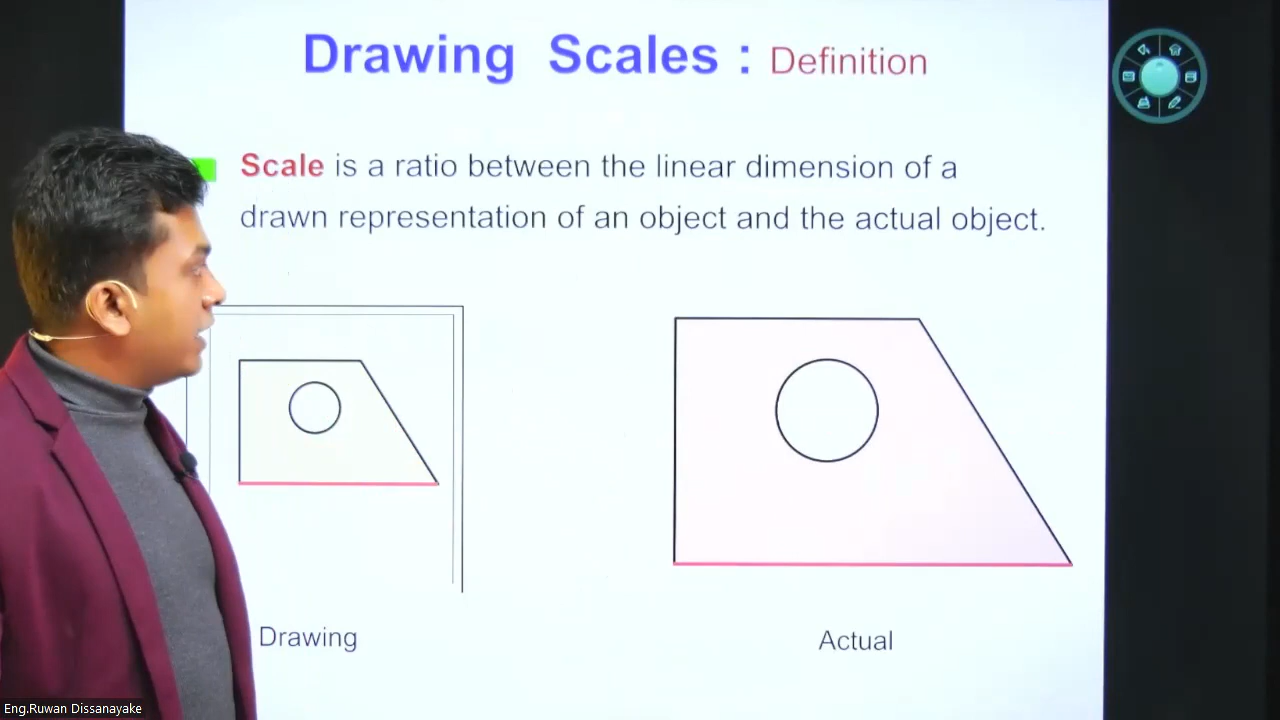 Drawing Scales : Definition
Scale is a ratio between the linear dimension of a
drawn representation of an object and the actual object.
Drawing
Actual
Eng.Ruwan Dissanayake